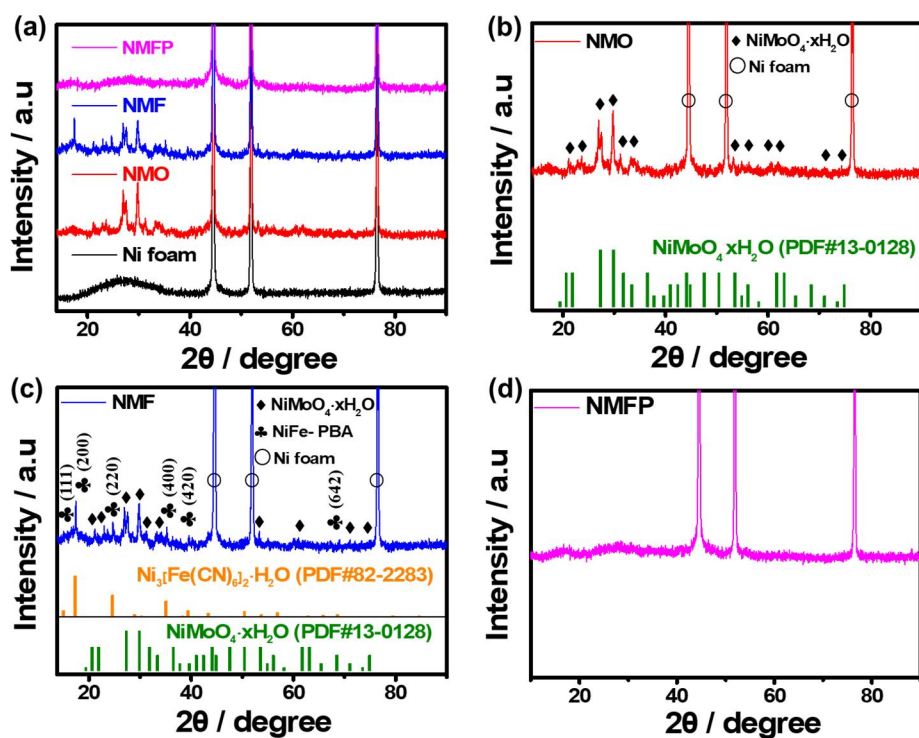 (a)
Intensity / a.u
NMFP
NMF
NMO
Ni foam
20 40 60 80
2θ / degree
(b)
Intensity / a.u
NMO
♦ NiMoO₄·xH₂O
○ Ni foam
NiMoO₄ xH₂O (PDF#13-0128)
20 40 60 80
2θ / degree
(c)
Intensity / a.u
NMF
♦ NiMoO₄·xH₂O
♣ NiFe- PBA
○ Ni foam
(111)
(200)
(220)
(400)
(420)
(642)
Ni₃[Fe(CN)₆]₂·H₂O (PDF#82-2283)
NiMoO₄·xH₂O (PDF#13-0128)
20 40 60 80
2θ / degree
(d)
Intensity / a.u
NMFP
20 40 60 80
2θ / degree